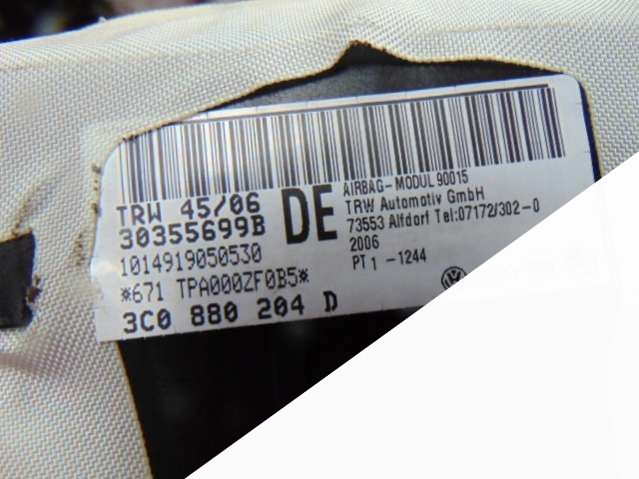 TRW 45/06
30355699B
1014919050530
*671 TPA000ZF0B5*
3C0 880 204 D
DE
AIRBAG-MODUL 90015
TRW Automotiv GmbH
73553 Alfdorf Tel:07172/302-0
2006
PT 1 -1244